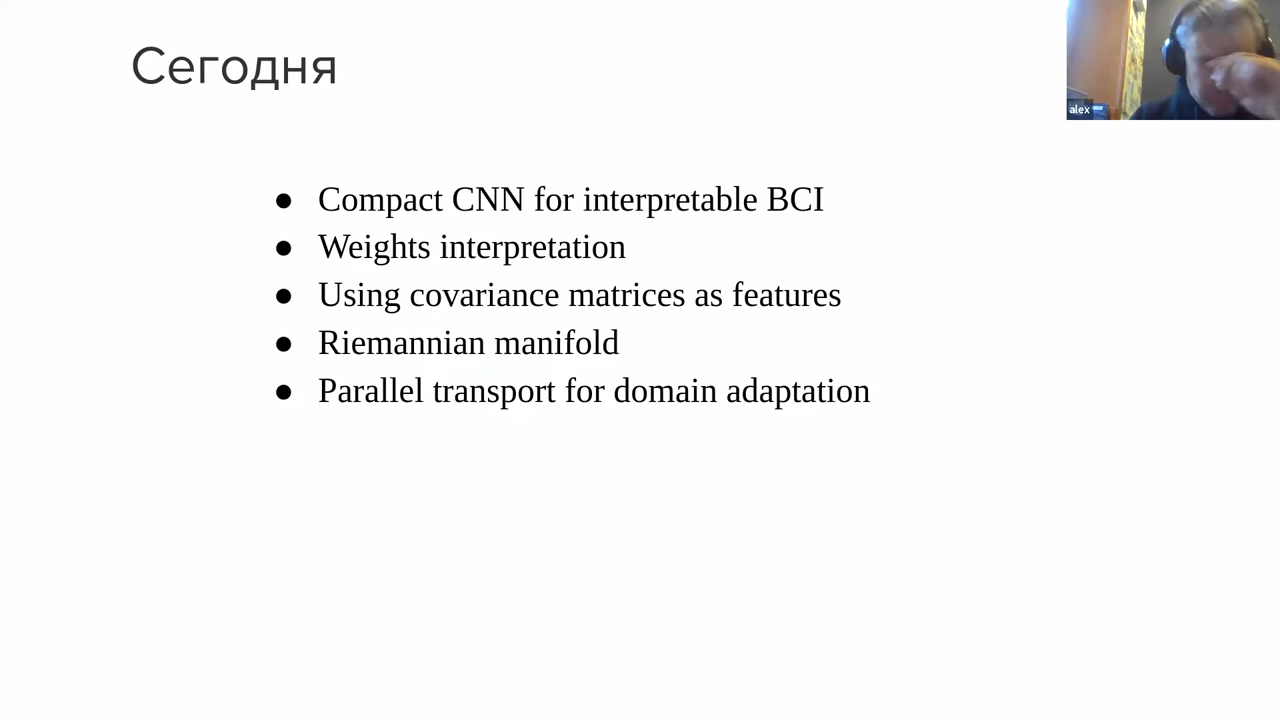 Сегодня
alex
● Compact CNN for interpretable BCI
● Weights interpretation
● Using covariance matrices as features
● Riemannian manifold
● Parallel transport for domain adaptation